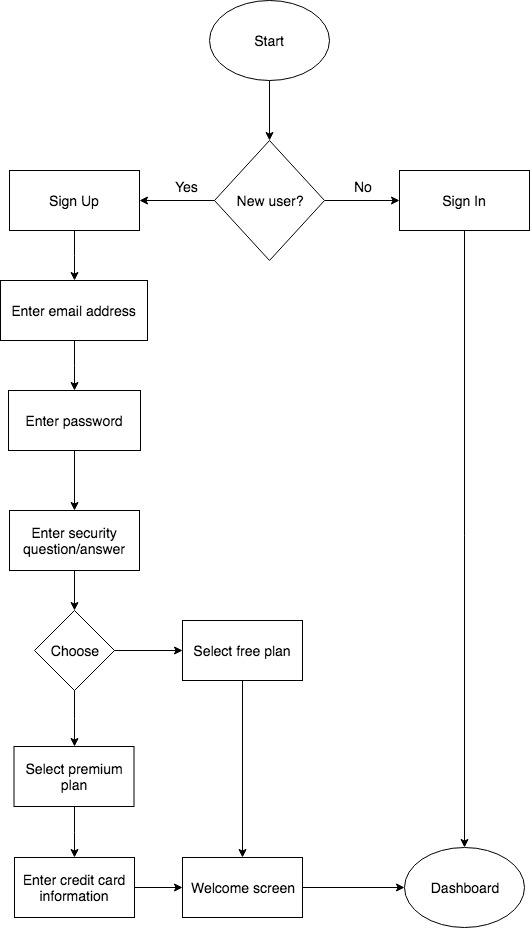 Start
Yes
No
Sign Up
New user?
Sign In
Enter email address
Enter password
Enter security
question/answer
Choose
Select free plan
Select premium
plan
Enter credit card
information
Welcome screen
Dashboard